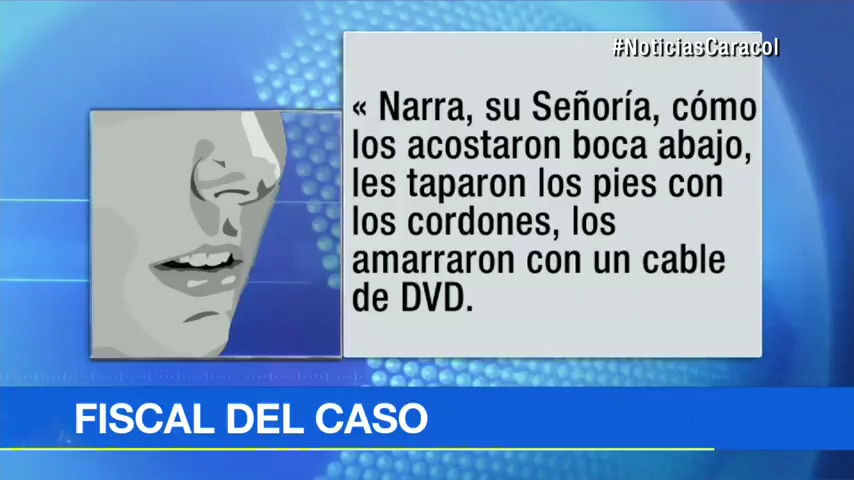 #NoticiasCaracol
« Narra, su Señoría, cómo
los acostaron boca abajo,
les taparon los pies con
los cordones, los
amarraron con un cable
de DVD.
FISCAL DEL CASO